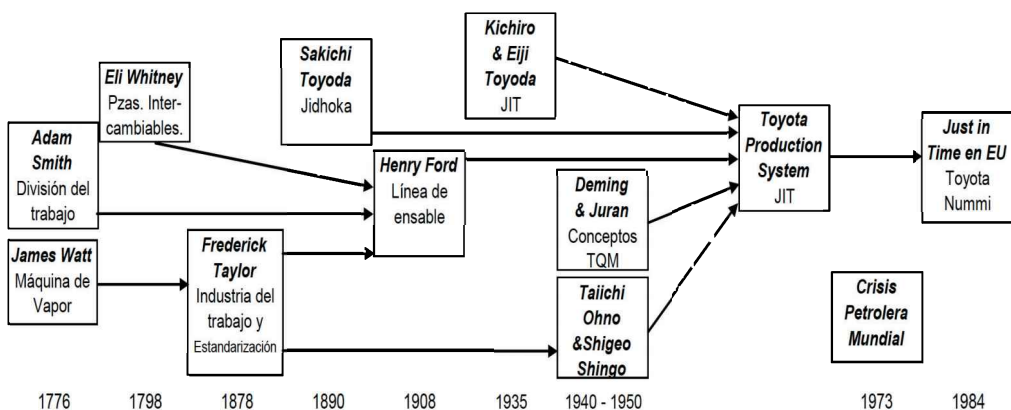 Adam
Smith
División del
trabajo
James Watt
Máquina de
Vapor
Eli Whitney
Pzas. Inter-
cambiables.
Frederick
Taylor
Industria del
trabajo y
Estandarización
Sakichi
Toyoda
Jidhoka
Henry Ford
Línea de
ensable
Kichiro
& Eiji
Toyoda
JIT
Deming
& Juran
Conceptos
TQM
Taiichi
Ohno
&Shigeo
Shingo
Toyota
Production
System
JIT
Crisis
Petrolera
Mundial
Just in
Time en EU
Toyota
Nummi
1776 1798 1878 1890 1908 1935 1940 - 1950 1973 1984